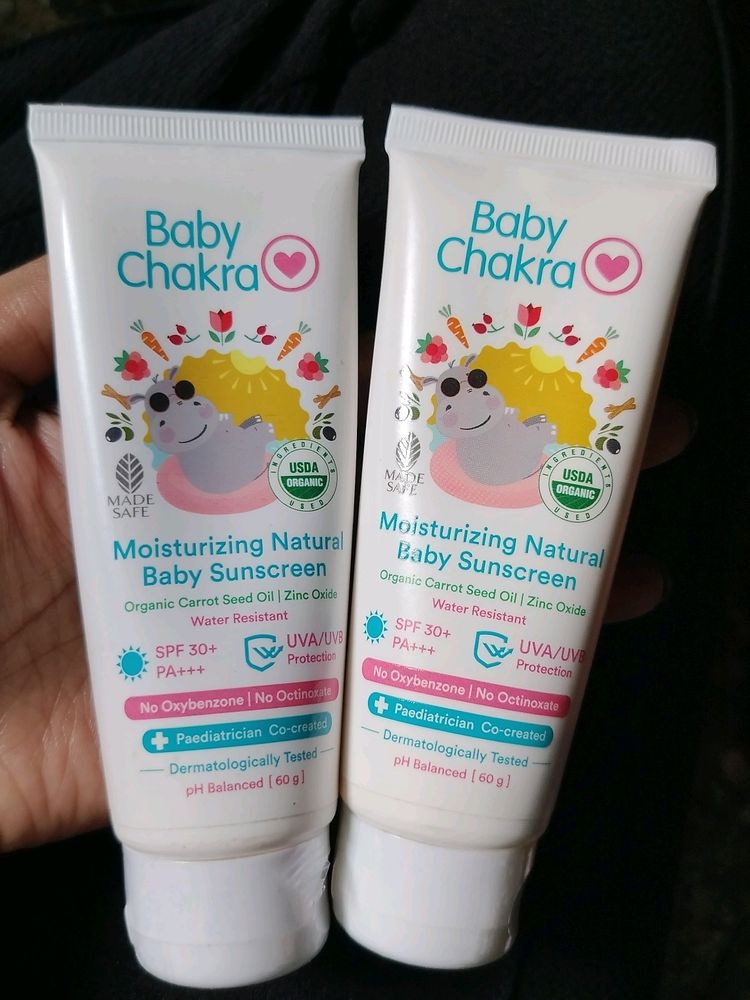 Baby
Chakra
MADE
SAFE
INGREDIENTS
USDA
ORGANIC
USED
Moisturizing Natural
Baby Sunscreen
Organic Carrot Seed Oil | Zinc Oxide
Water Resistant
SPF 30+
PA+++
UVA/UVB
Protection
No Oxybenzone | No Octinoxate
Paediatrician Co-created
Dermatologically Tested
pH Balanced [ 60 g ]
Baby
Chakra
MADE
SAFE
INGREDIENTS
USDA
ORGANIC
USED
Moisturizing Natural
Baby Sunscreen
Organic Carrot Seed Oil | Zinc Oxide
Water Resistant
SPF 30+
PA+++
UVA/UVB
Protection
No Oxybenzone | No Octinoxate
Paediatrician Co-created
Dermatologically Tested
pH Balanced [ 60 g ]